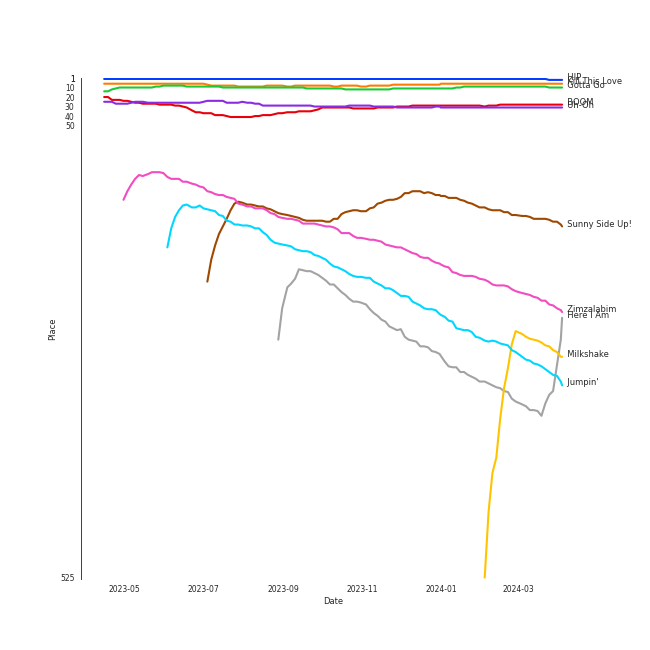 1
10
20
30
40
50
525
Place
HIP
Kill This Love
Gotta Go
BOOM
Uh-Oh
Sunny Side Up!
Zimzalabim
Here I Am
Milkshake
Jumpin'
2023-05
2023-07
2023-09
2023-11
2024-01
2024-03
Date